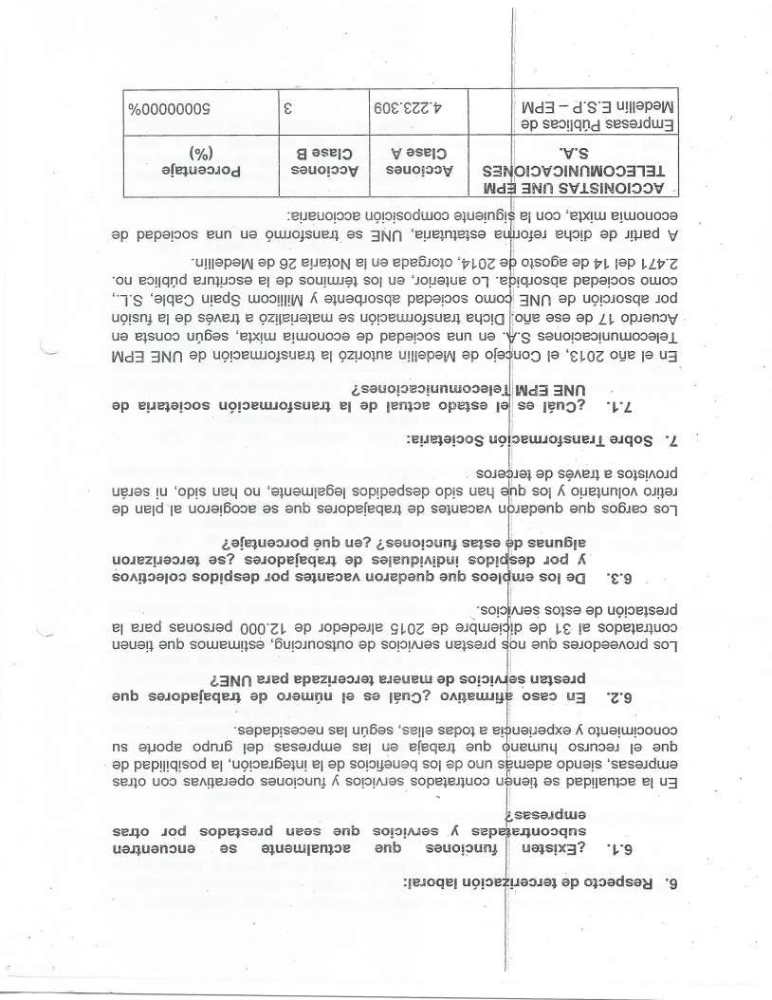 6. Respecto de tercerización laboral:
6.1. ?Existen funciones que actualmente se encuentren
subcontratadas y servicios que sean prestados por otras
empresas?
En la actualidad se tienen contratados servicios y funciones operativas con otras
empresas, siendo además uno de los beneficios de la integración, la posibilidad de
que el recurso humano que trabaja en las empresas del grupo aporte su
conocimiento y experiencia a todas ellas, según las necesidades.
6.2. En caso afirmativo ?Cuál es el número de trabajadores que
prestan servicios de manera tercerizada para UNE?
Los proveedores que nos prestan servicios de outsourcing, estimamos que tienen
contratados al 31 de diciembre de 2015 alrededor de 12.000 personas para la
prestación de estos servicios.
6.3. De los empleos que quedaron vacantes por despidos colectivos
y por despidos individuales de trabajadores ?se tercerizaron
algunas de estas funciones? ¿en qué porcentaje?
Los cargos que quedaron vacantes de trabajadores que se acogieron al plan de
retiro voluntario y los que han sido despedidos legalmente, no han sido, ni serán
provistos a través de terceros
7. Sobre Transformación Societaria:
7.1. ?Cuál es el estado actual de la transformación societaria de
UNE EPM Telecomunicaciones?
En el año 2013, el Concejo de Medellín autorizó la transformación de UNE EPM
Telecomunicaciones S.A. en una sociedad de economía mixta, según consta en
Acuerdo 17 de ese año. Dicha transformación se materializó a través de la fusión
por absorción de UNE como sociedad absorbente y Millicom Spain Cable, S.L.,
como sociedad absorbida. Lo anterior, en los términos de la escritura pública no.
2.471 del 14 de agosto de 2014, otorgada en la Notaría 26 de Medellín.
A partir de dicha reforma estatutaria, UNE se transformó en una sociedad de
economía mixta, con la siguiente composición accionaria:
ACCIONISTAS UNE EPM
TELECOMUNICACIONES
S.A.
Acciones
Clase A
Acciones
Clase B
Porcentaje
(%)
Empresas Públicas de
Medellín E.S.P – EPM
4.223.309
3
50000000%